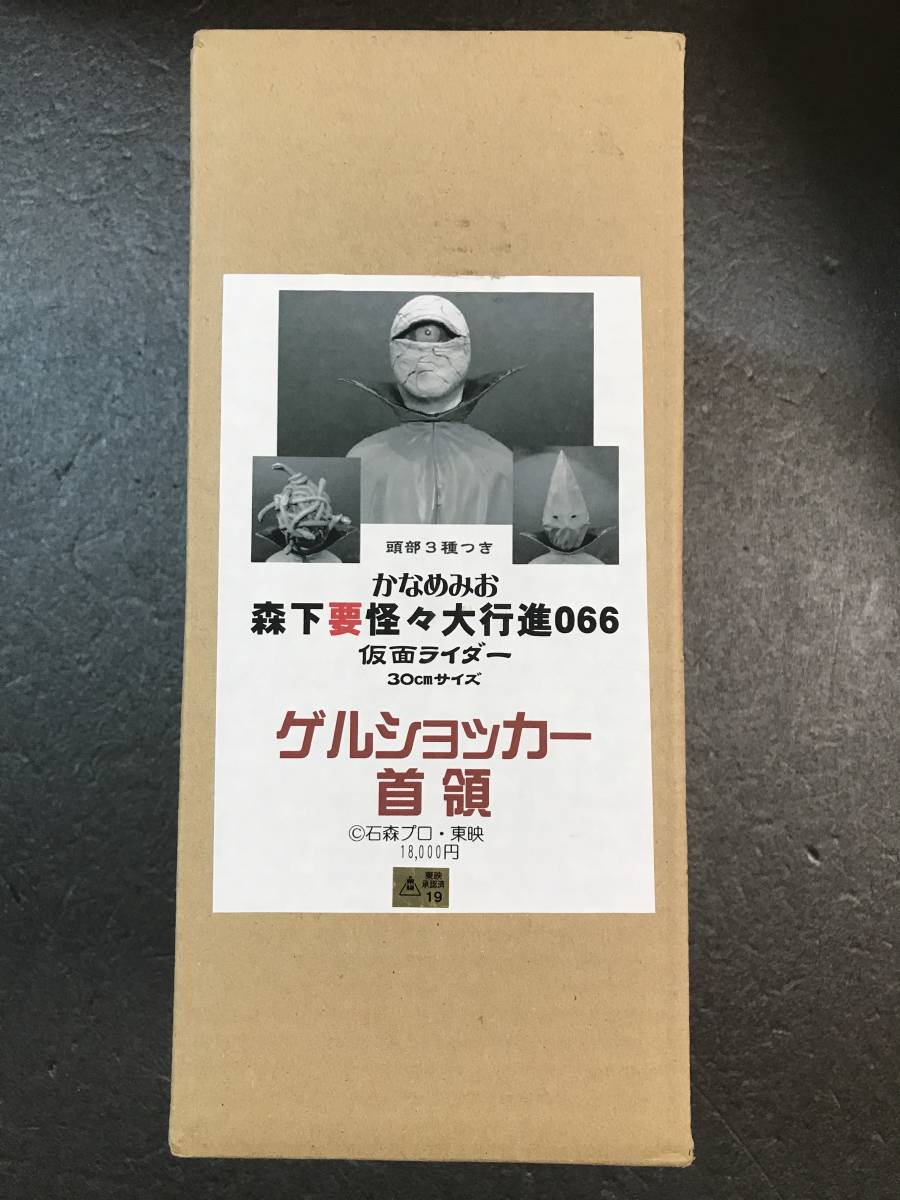 頭部3種つき
かなめみお
森下要怪々大行進066
仮面ライダー
30cmサイズ
ゲルショッカー
首領
©石森プロ・東映
18,000円
東映
承認済
19